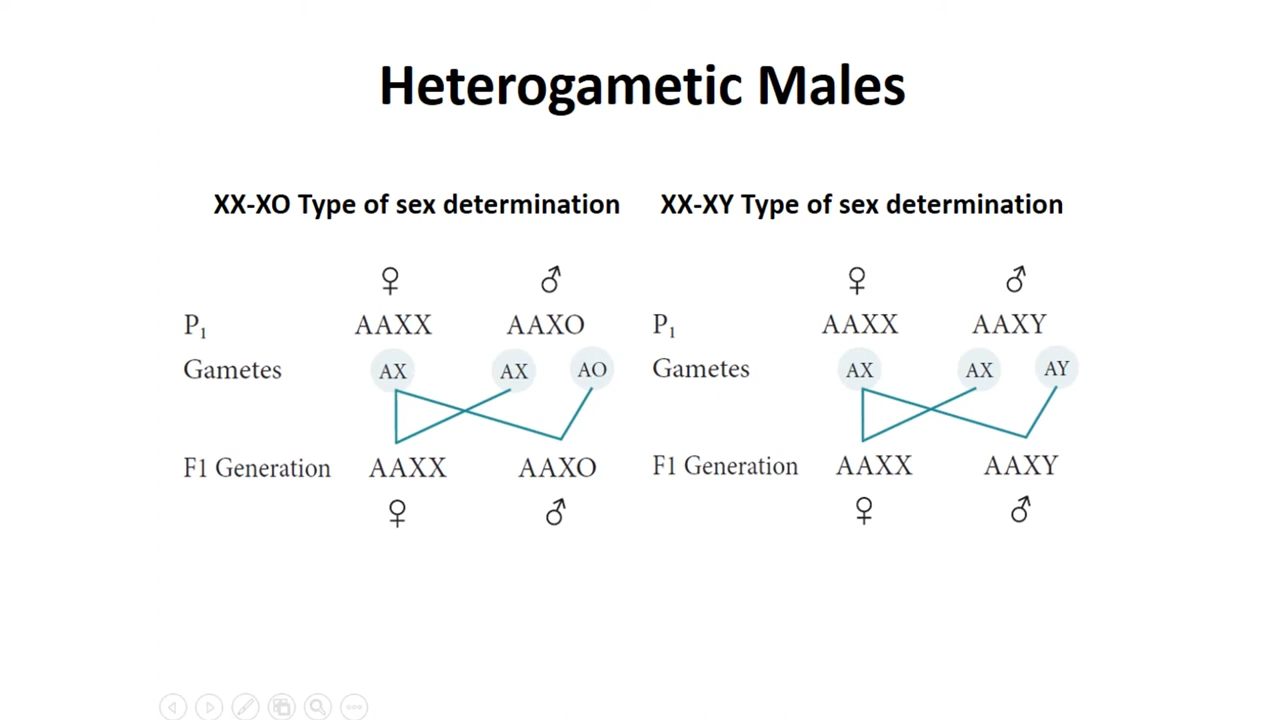 Heterogametic Males
XX-XO Type of sex determination
♀ ♂
P₁ AAXX AAXO
Gametes AX AX AO
F1 Generation AAXX AAXO
♀ ♂
XX-XY Type of sex determination
♀ ♂
P₁ AAXX AAXY
Gametes AX AX AY
F1 Generation AAXX AAXY
♀ ♂